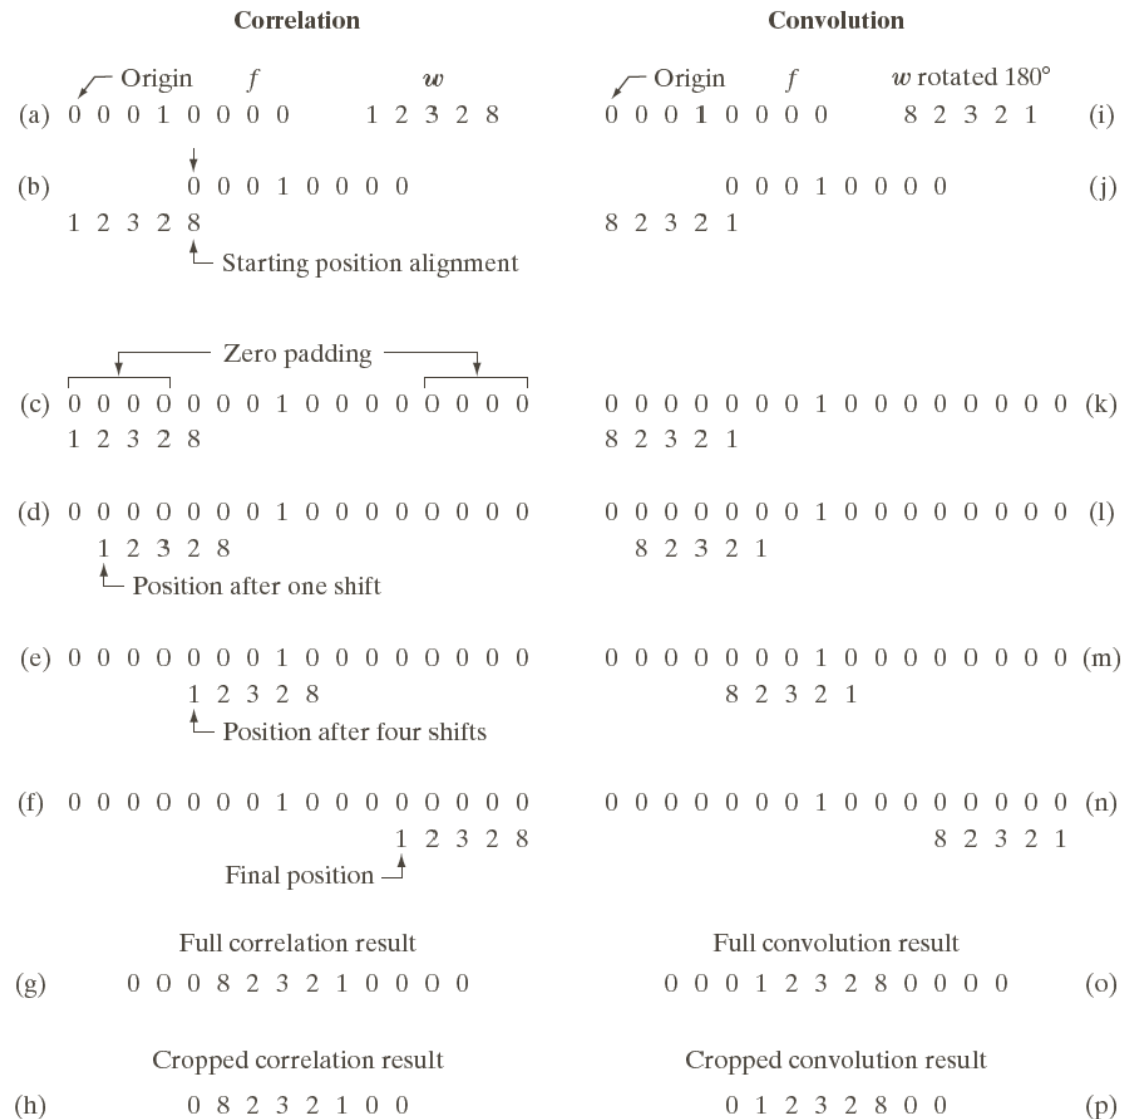 Correlation
Origin f w
(a) 0 0 0 1 0 0 0 0 1 2 3 2 8
(b) 0 0 0 1 0 0 0 0
1 2 3 2 8
Starting position alignment
Zero padding
(c) 0 0 0 0 0 0 0 1 0 0 0 0 0 0 0 0
1 2 3 2 8
(d) 0 0 0 0 0 0 0 1 0 0 0 0 0 0 0 0
1 2 3 2 8
Position after one shift
(e) 0 0 0 0 0 0 0 1 0 0 0 0 0 0 0 0
1 2 3 2 8
Position after four shifts
(f) 0 0 0 0 0 0 0 1 0 0 0 0 0 0 0 0
1 2 3 2 8
Final position
Full correlation result
(g) 0 0 0 8 2 3 2 1 0 0 0 0
Cropped correlation result
(h) 0 8 2 3 2 1 0 0
Convolution
Origin f w rotated 180°
0 0 0 1 0 0 0 0 8 2 3 2 1 (i)
0 0 0 1 0 0 0 0 (j)
8 2 3 2 1
0 0 0 0 0 0 0 1 0 0 0 0 0 0 0 0 (k)
8 2 3 2 1
0 0 0 0 0 0 0 1 0 0 0 0 0 0 0 0 (l)
8 2 3 2 1
0 0 0 0 0 0 0 1 0 0 0 0 0 0 0 0 (m)
8 2 3 2 1
0 0 0 0 0 0 0 1 0 0 0 0 0 0 0 0 (n)
8 2 3 2 1
Full convolution result
0 0 0 1 2 3 2 8 0 0 0 0 (o)
Cropped convolution result
0 1 2 3 2 8 0 0 (p)